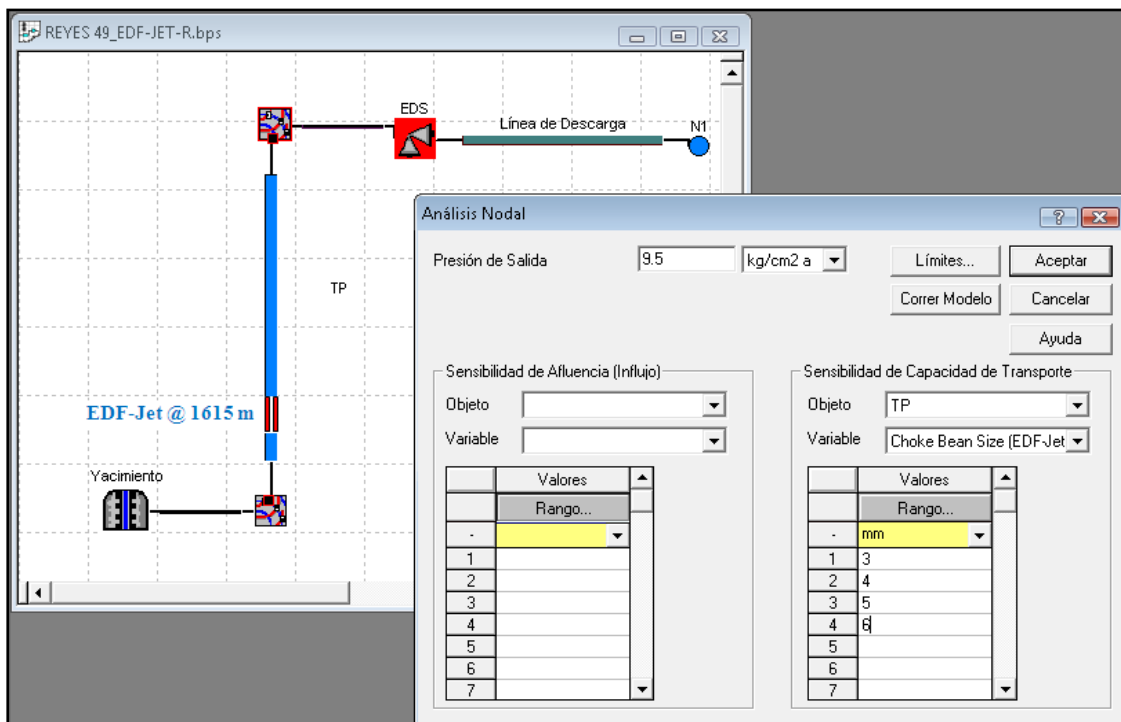 REYES 49_EDF-JET-R.bps
EDS
Línea de Descarga
N1
TP
EDF-Jet @ 1615 m
Yacimiento
Análisis Nodal
Presión de Salida 9.5 kg/cm2 a Límites... Aceptar
Correr Modelo Cancelar
Ayuda
Sensibilidad de Afluencia (Influjo)
Objeto
Variable
Valores
Rango...
-
1
2
3
4
5
6
7
Sensibilidad de Capacidad de Transporte
Objeto TP
Variable Choke Bean Size (EDF-Jet
Valores
Rango...
- mm
1 3
2 4
3 5
4 6
5
6
7